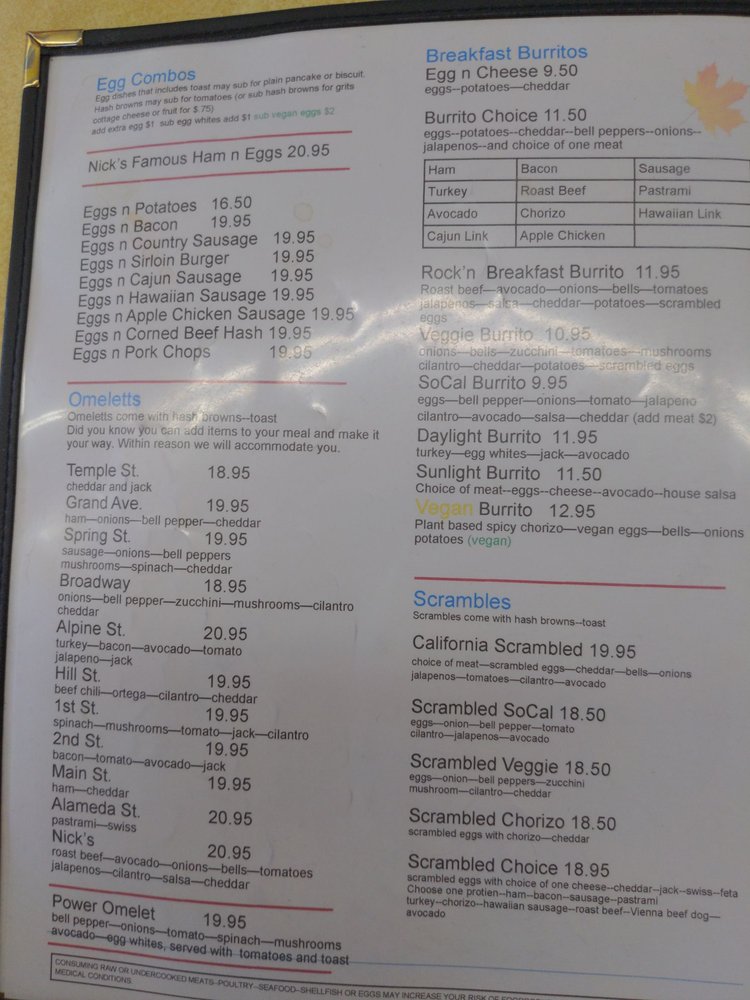 Egg Combos
Egg dishes that includes toast may sub for plain pancake or biscuit.
Hash browns may sub for tomatoes (or sub hash browns for grits
cottage cheese or fruit for $ 75)
add extra egg $1 sub egg whites add $1 sub vegan eggs $2
Nick's Famous Ham n Eggs 20.95
Eggs n Potatoes 16.50
Eggs n Bacon 19.95
Eggs n Country Sausage 19.95
Eggs n Sirloin Burger 19.95
Eggs n Cajun Sausage 19.95
Eggs n Hawaiian Sausage 19.95
Eggs n Apple Chicken Sausage 19.95
Eggs n Corned Beef Hash 19.95
Eggs n Pork Chops 19.95
Omeletts
Omeletts come with hash browns--toast
Did you know you can add items to your meal and make it
your way. Within reason we will accommodate you.
Temple St. 18.95
cheddar and jack
Grand Ave. 19.95
ham—onions—bell pepper—cheddar
Spring St. 19.95
sausage—onions—bell peppers
mushrooms—spinach—cheddar
Broadway 18.95
onions—bell pepper—zucchini—mushrooms—cilantro
cheddar
Alpine St. 20.95
turkey—bacon—avocado—tomato
jalapeno—jack
Hill St. 19.95
beef chili—ortega—cilantro—cheddar
1st St. 19.95
spinach—mushrooms—tomato—jack—cilantro
2nd St. 19.95
bacon—tomato—avocado—jack
Main St. 19.95
ham—cheddar
Alameda St. 20.95
pastrami—swiss
Nick's 20.95
roast beef—avocado—onions—bells—tomatoes
jalapenos—cilantro—salsa—cheddar
Power Omelet 19.95
bell pepper—onions—tomato—spinach—mushrooms
avocado—egg whites, served with tomatoes and toast
Breakfast Burritos
Egg n Cheese 9.50
eggs--potatoes—cheddar
Burrito Choice 11.50
eggs--potatoes--cheddar--bell peppers--onions--
jalapenos--and choice of one meat
Ham Bacon Sausage
Turkey Roast Beef Pastrami
Avocado Chorizo Hawaiian Link
Cajun Link Apple Chicken
Rock'n Breakfast Burrito 11.95
Roast beef—avocado—onions—bells—tomatoes
jalapenos—salsa—cheddar—potatoes—scrambled
eggs
Veggie Burrito 10.95
onions—bells—zucchini—tomatoes—mushrooms
cilantro—cheddar—potatoes—scrambled eggs
SoCal Burrito 9.95
eggs—bell pepper—onions—tomato—jalapeno
cilantro—avocado—salsa—cheddar (add meat $2)
Daylight Burrito 11.95
turkey—egg whites—jack—avocado
Sunlight Burrito 11.50
Choice of meat--eggs--cheese--avocado--house salsa
Vegan Burrito 12.95
Plant based spicy chorizo—vegan eggs—bells—onions
potatoes (vegan)
Scrambles
Scrambles come with hash browns--toast
California Scrambled 19.95
choice of meat—scrambled eggs—cheddar—bells—onions
jalapenos—tomatoes—cilantro—avocado
Scrambled SoCal 18.50
eggs—onion—bell pepper—tomato
cilantro—jalapenos—avocado
Scrambled Veggie 18.50
eggs—onion—bell peppers—zucchini
mushroom—cilantro—cheddar
Scrambled Chorizo 18.50
scrambled eggs with chorizo—cheddar
Scrambled Choice 18.95
scrambled eggs with choice of one cheese--cheddar--jack--swiss--feta
Choose one protien--ham--bacon--sausage--pastrami
turkey--chorizo--hawaiian sausage--roast beef--Vienna beef dog—
avocado
CONSUMING RAW OR UNDERCOOKED MEATS--POULTRY--SEAFOOD--SHELLFISH OR EGGS MAY INCREASE YOUR RISK OF
MEDICAL CONDITIONS.